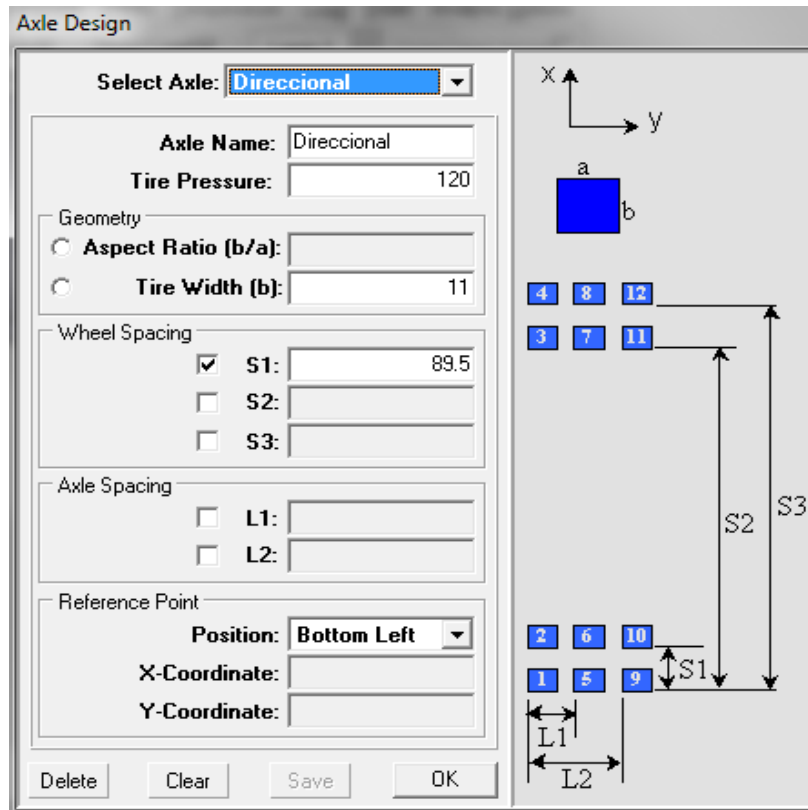 Axle Design
Select Axle: Direccional
Axle Name: Direccional
Tire Pressure: 120
Geometry
Aspect Ratio (b/a):
Tire Width (b): 11
Wheel Spacing
S1: 89.5
S2:
S3:
Axle Spacing
L1:
L2:
Reference Point
Position: Bottom Left
X-Coordinate:
Y-Coordinate:
Delete Clear Save OK
x
y
a
b
4 8 12
3 7 11
S3
S2
2 6 10
S1
1 5 9
L1
L2